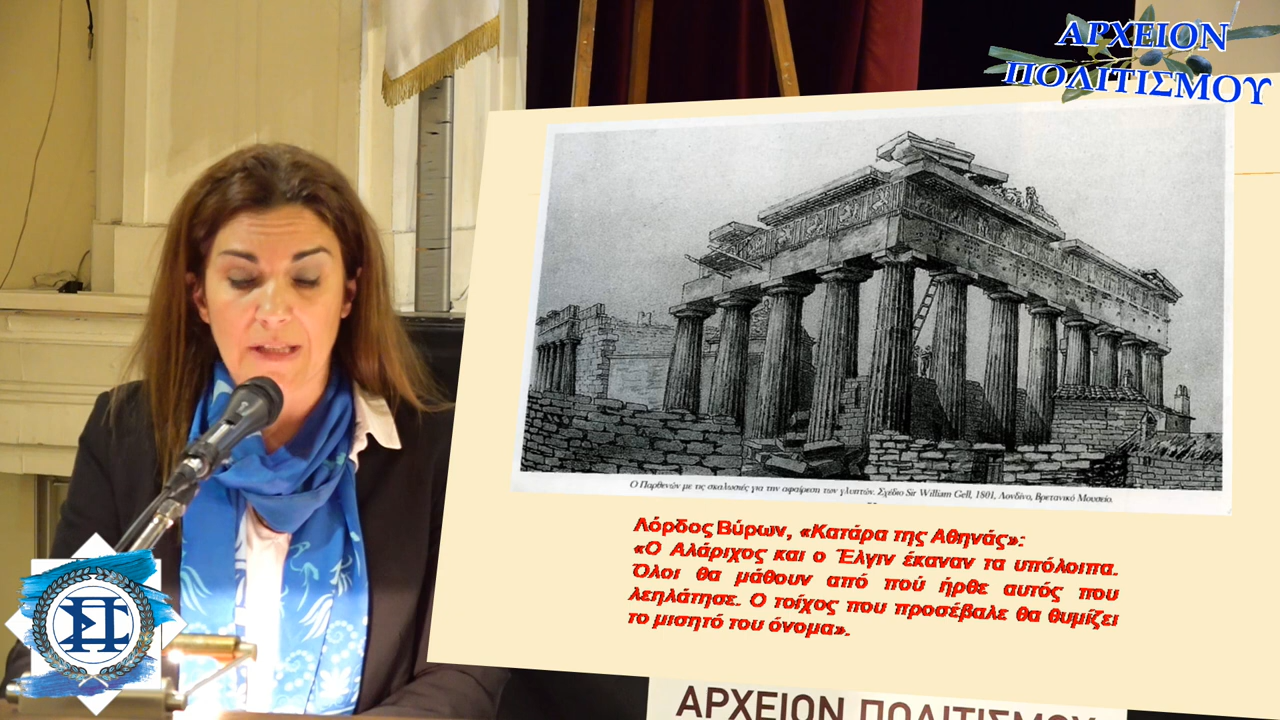 ΑΡΧΕΙΟΝ
ΠΟΛΙΤΙΣΜΟΥ
Ο Παρθενών με τις σκαλωσιές για την αφαίρεση των γλυπτών. Σχέδιο Sir William Gell, 1801, Λονδίνο, Βρετανικό Μουσείο.
Λόρδος Βύρων, «Κατάρα της Αθηνάς»:
«Ο Αλάριχος και ο Έλγιν έκαναν τα υπόλοιπα.
Όλοι θα μάθουν από πού ήρθε αυτός που
λεηλάτησε. Ο τοίχος που προσέβαλε θα θυμίζει
το μισητό του όνομα».
ΑΡΧΕΙΟΝ ΠΟΛΙΤΙΣΜΟΥ